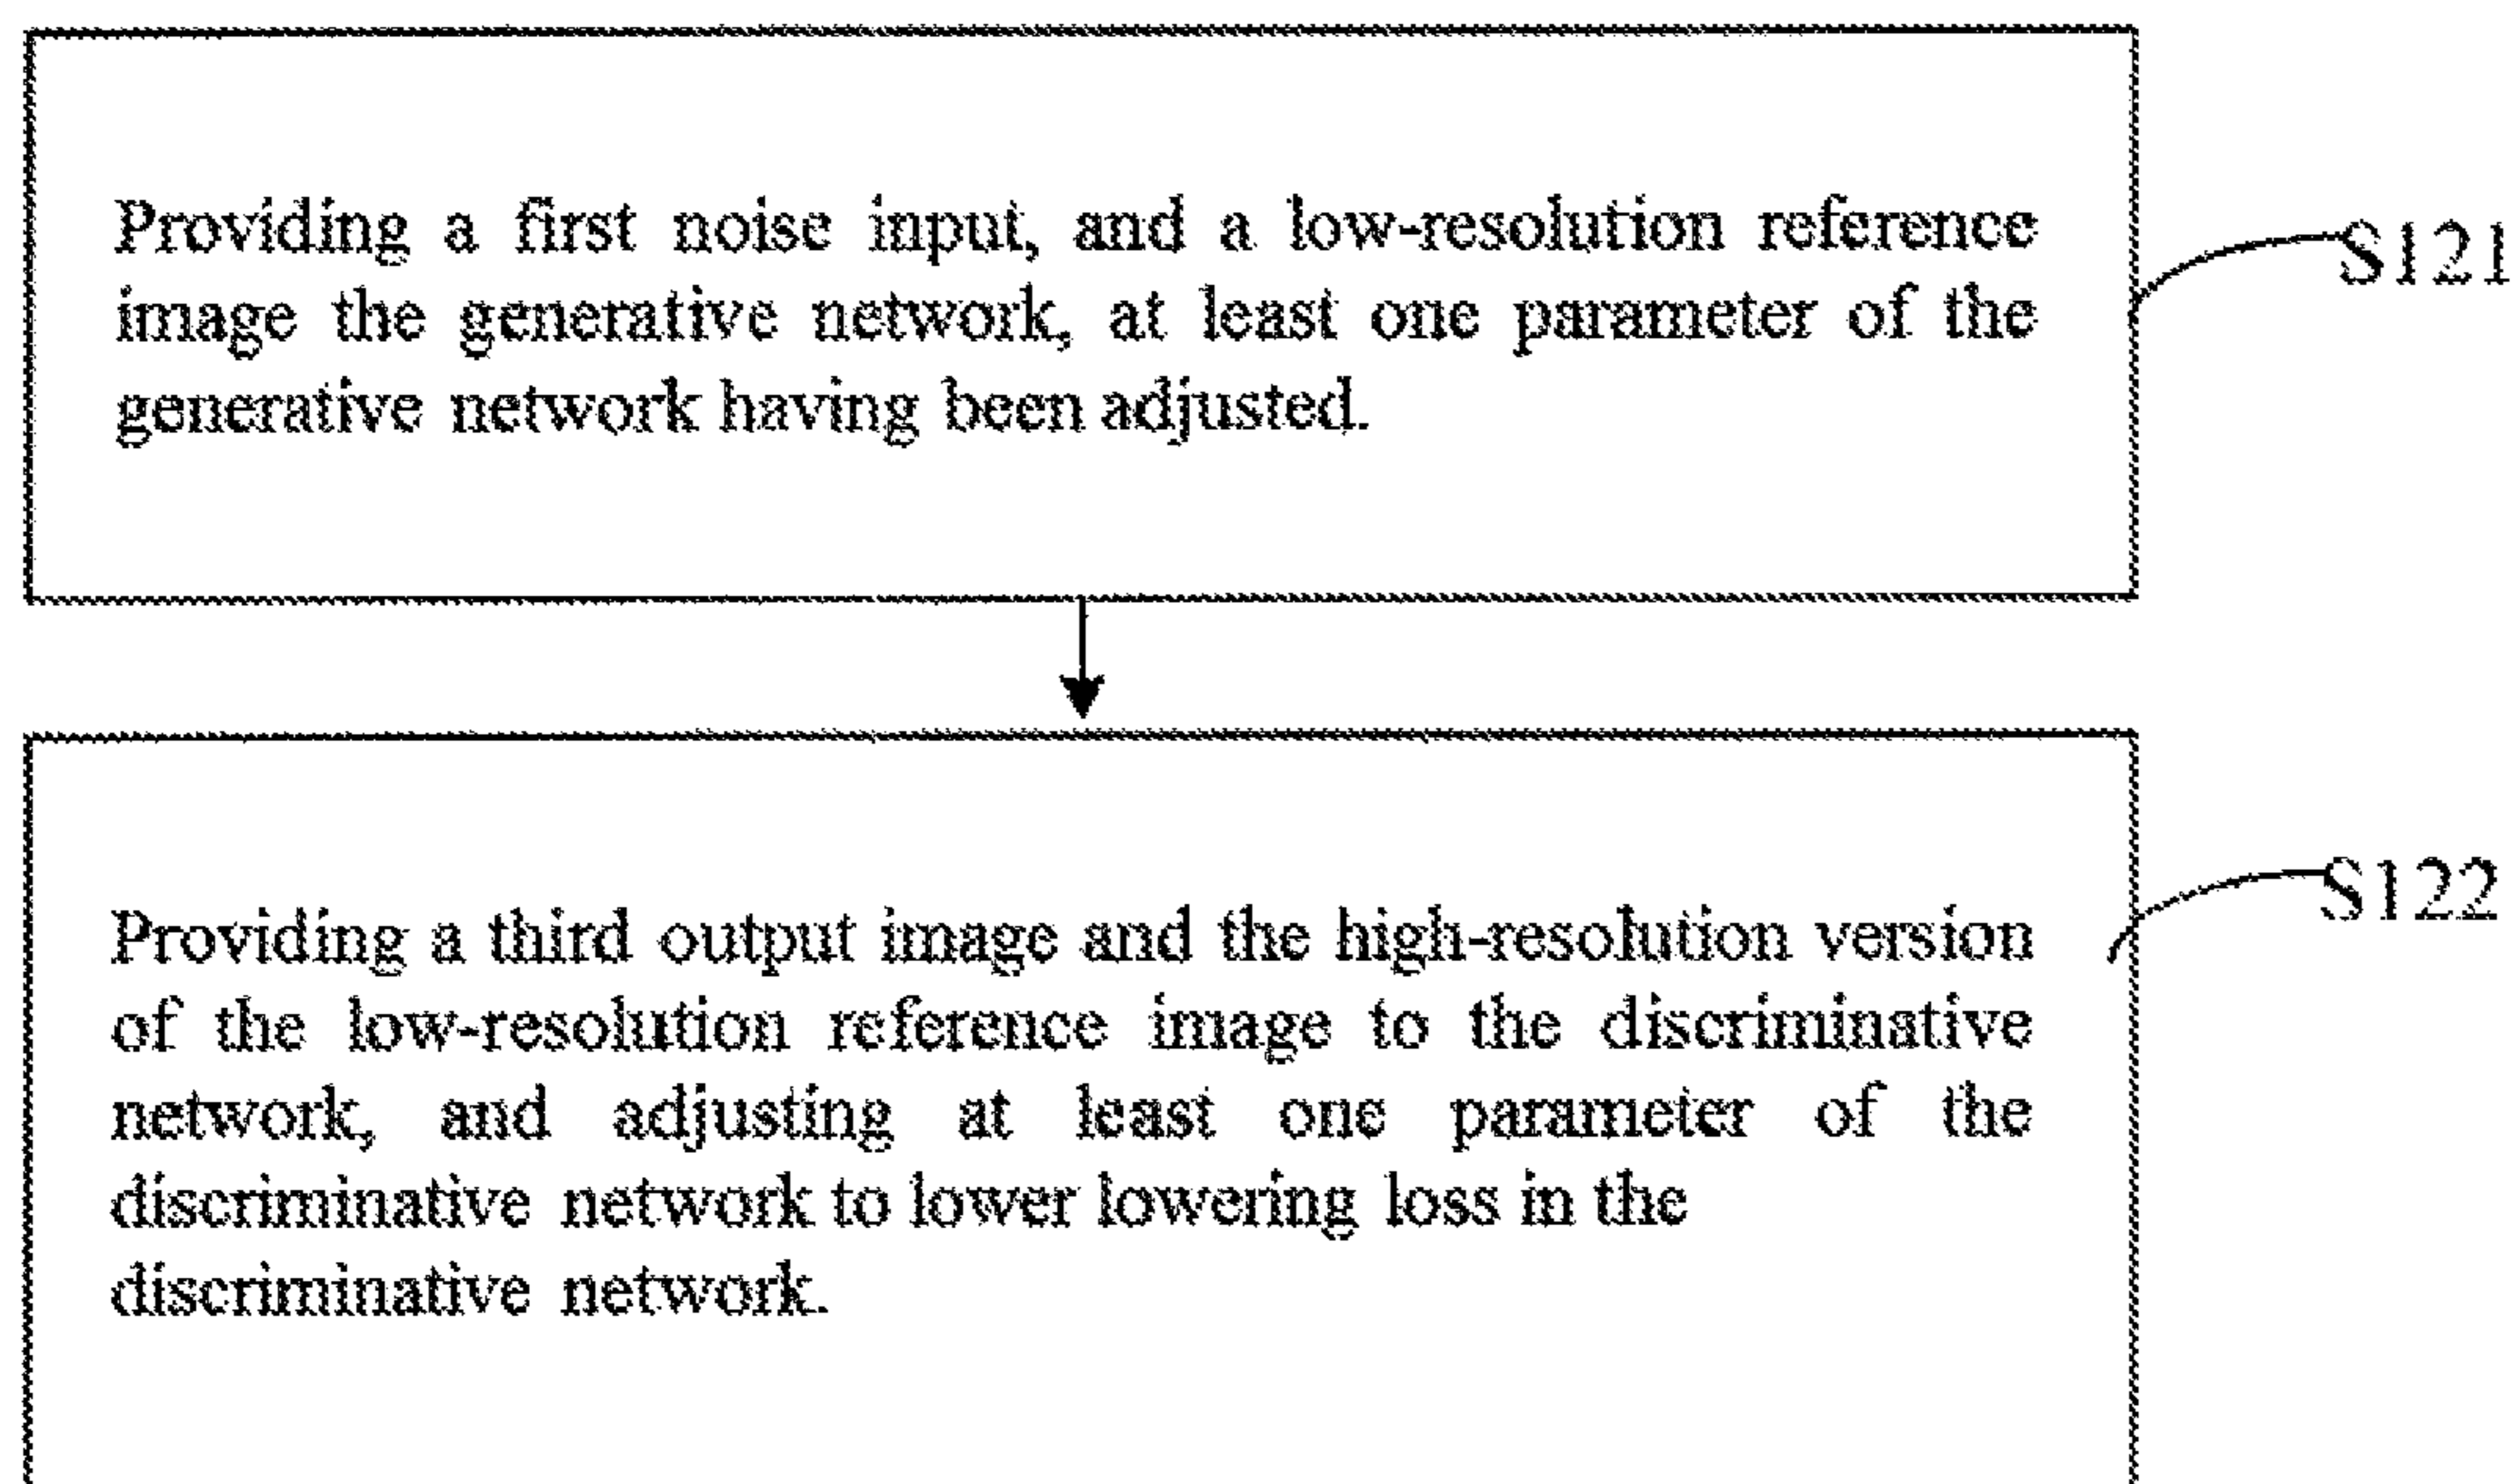 Providing a first noise input, and a low-resolution reference
image the generative network, at least one parameter of the
generative network having been adjusted.
S121
Providing a third output image and the high-resolution version
of the low-resolution reference image to the discriminative
network, and adjusting at least one parameter of the
discriminative network to lower lowering loss in the
discriminative network.
S122